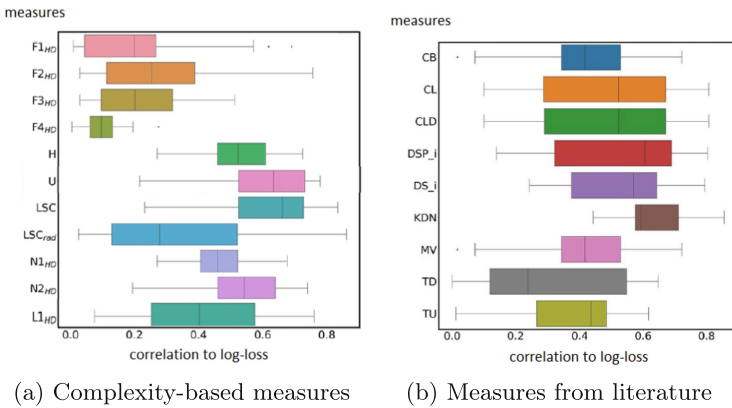 measures
F1HD
F2HD
F3HD
F4HD
H
U
LSC
LSCrad
N1HD
N2HD
L1HD
0.0 0.2 0.4 0.6 0.8
correlation to log-loss
(a) Complexity-based measures
measures
CB
CL
CLD
DSP_i
DS_i
KDN
MV
TD
TU
0.0 0.2 0.4 0.6 0.8
correlation to log-loss
(b) Measures from literature